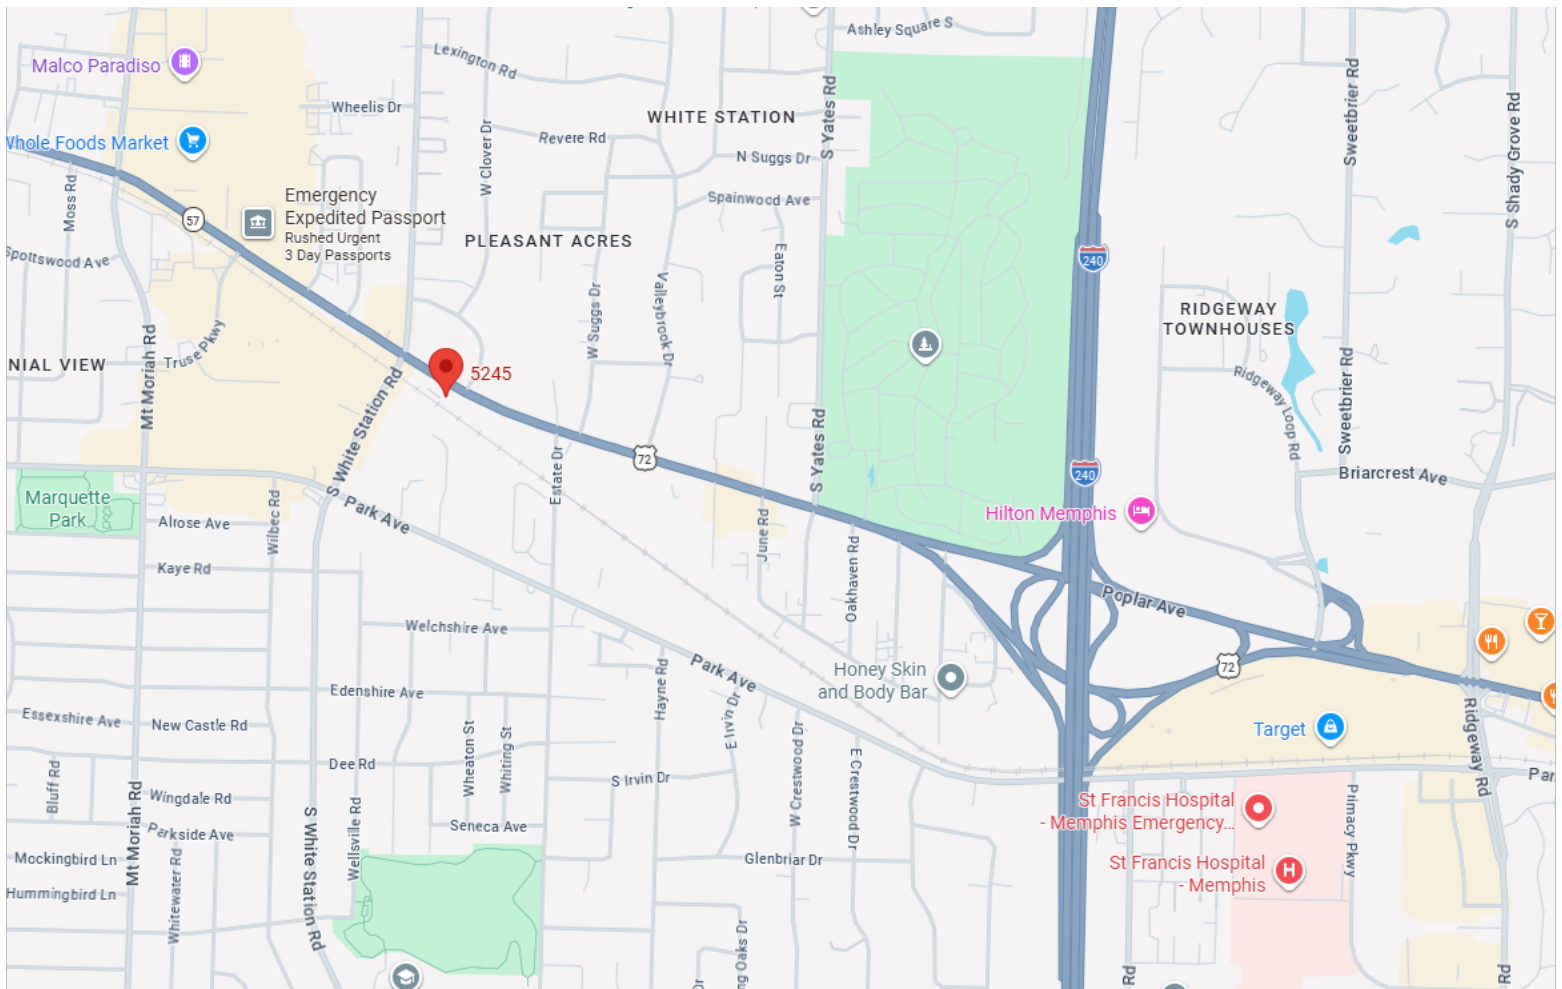 Ashley Square S
Malco Paradiso
Lexington Rd
Wheelis Dr
WHITE STATION
S Yates Rd
Sweetbrier Rd
S Shady Grove Rd
Whole Foods Market
Revere Rd
W Clover Dr
N Suggs Dr
Moss Rd
57
Emergency
Expedited Passport
Rushed Urgent
3 Day Passports
Spainwood Ave
PLEASANT ACRES
Spottswood Ave
Eaton St
240
Valleybrook Dr
W Suggs Dr
RIDGEWAY
TOWNHOUSES
NIAL VIEW
Mt Moriah Rd
Truse Pkwy
5245
S White Station Rd
S Yates Rd
Ridgeway Loop Rd
Sweetbrier Rd
72
240
Briarcrest Ave
Estate Dr
Marquette
Park
Park Ave
Alrose Ave
Wilbec Rd
Hilton Memphis
June Rd
Oakhaven Rd
Kaye Rd
Poplar Ave
Welchshire Ave
Park Ave
Honey Skin
and Body Bar
72
Edenshire Ave
Hayne Rd
Essexshire Ave
New Castle Rd
E Irvin Dr
Target
Ridgeway Rd
Wheaton St
Whiting St
W Crestwood Dr
E Crestwood Dr
Dee Rd
S Irvin Dr
Par
Bluff Rd
Wingdale Rd
Mt Moriah Rd
S White Station Rd
Wellsville Rd
St Francis Hospital
- Memphis Emergency...
Primacy Pkwy
Parkside Ave
Seneca Ave
Mockingbird Ln
Glenbriar Dr
St Francis Hospital
- Memphis
Hummingbird Ln
Whitewater Rd
ng Oaks Dr
Dr
Rd
Rd